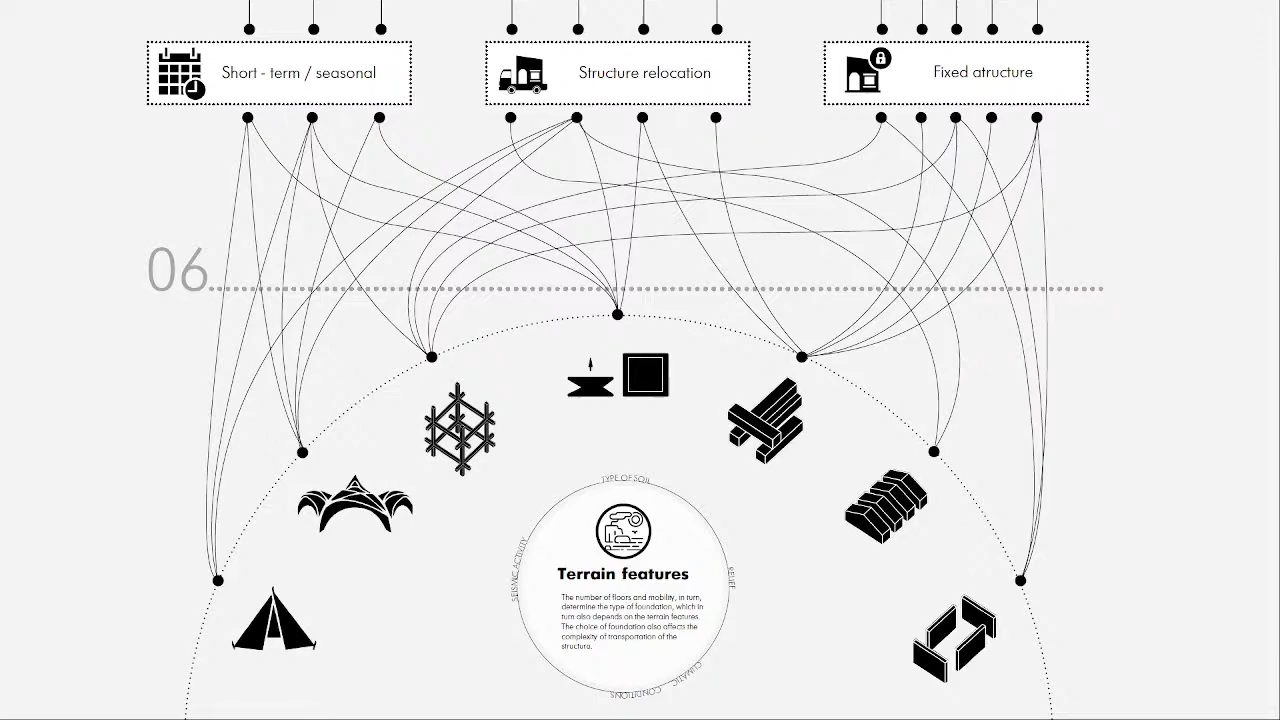 Short - term / seasonal
Structure relocation
Fixed atructure
06
TYPE OF SOIL
SEISMIC ACTIVITY
RELIEF
Terrain features
The number of floors and mobility, in turn,
determine the type of foundation, which in
turn also depends on the terrain features.
The choice of foundation also affects the
complexity of transportation of the
structura.
CLIMATIC
CONDITIONS